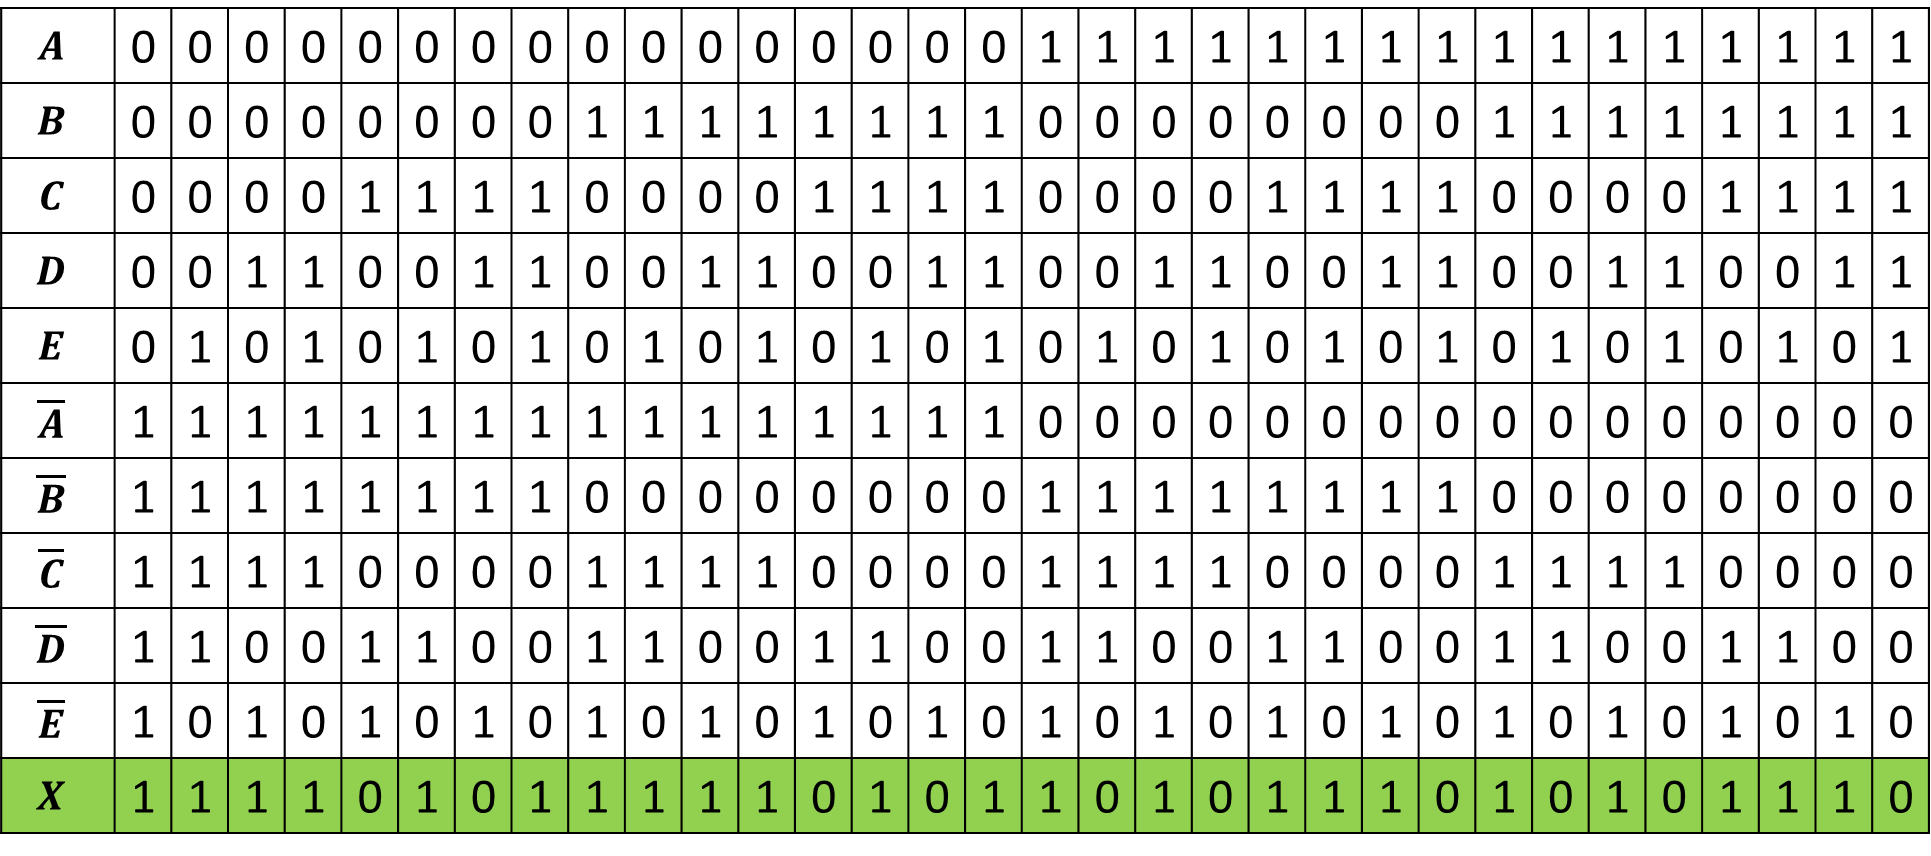 A 0 0 0 0 0 0 0 0 0 0 0 0 0 0 0 0 1 1 1 1 1 1 1 1 1 1 1 1 1 1 1 1
B 0 0 0 0 0 0 0 0 1 1 1 1 1 1 1 1 0 0 0 0 0 0 0 0 1 1 1 1 1 1 1 1
C 0 0 0 0 1 1 1 1 0 0 0 0 1 1 1 1 0 0 0 0 1 1 1 1 0 0 0 0 1 1 1 1
D 0 0 1 1 0 0 1 1 0 0 1 1 0 0 1 1 0 0 1 1 0 0 1 1 0 0 1 1 0 0 1 1
E 0 1 0 1 0 1 0 1 0 1 0 1 0 1 0 1 0 1 0 1 0 1 0 1 0 1 0 1 0 1 0 1
A̅ 1 1 1 1 1 1 1 1 1 1 1 1 1 1 1 1 0 0 0 0 0 0 0 0 0 0 0 0 0 0 0 0
B̅ 1 1 1 1 1 1 1 1 0 0 0 0 0 0 0 0 1 1 1 1 1 1 1 1 0 0 0 0 0 0 0 0
C̅ 1 1 1 1 0 0 0 0 1 1 1 1 0 0 0 0 1 1 1 1 0 0 0 0 1 1 1 1 0 0 0 0
D̅ 1 1 0 0 1 1 0 0 1 1 0 0 1 1 0 0 1 1 0 0 1 1 0 0 1 1 0 0 1 1 0 0
E̅ 1 0 1 0 1 0 1 0 1 0 1 0 1 0 1 0 1 0 1 0 1 0 1 0 1 0 1 0 1 0 1 0
X 1 1 1 1 0 1 0 1 1 1 1 1 0 1 0 1 1 0 1 0 1 1 1 0 1 0 1 0 1 1 1 0